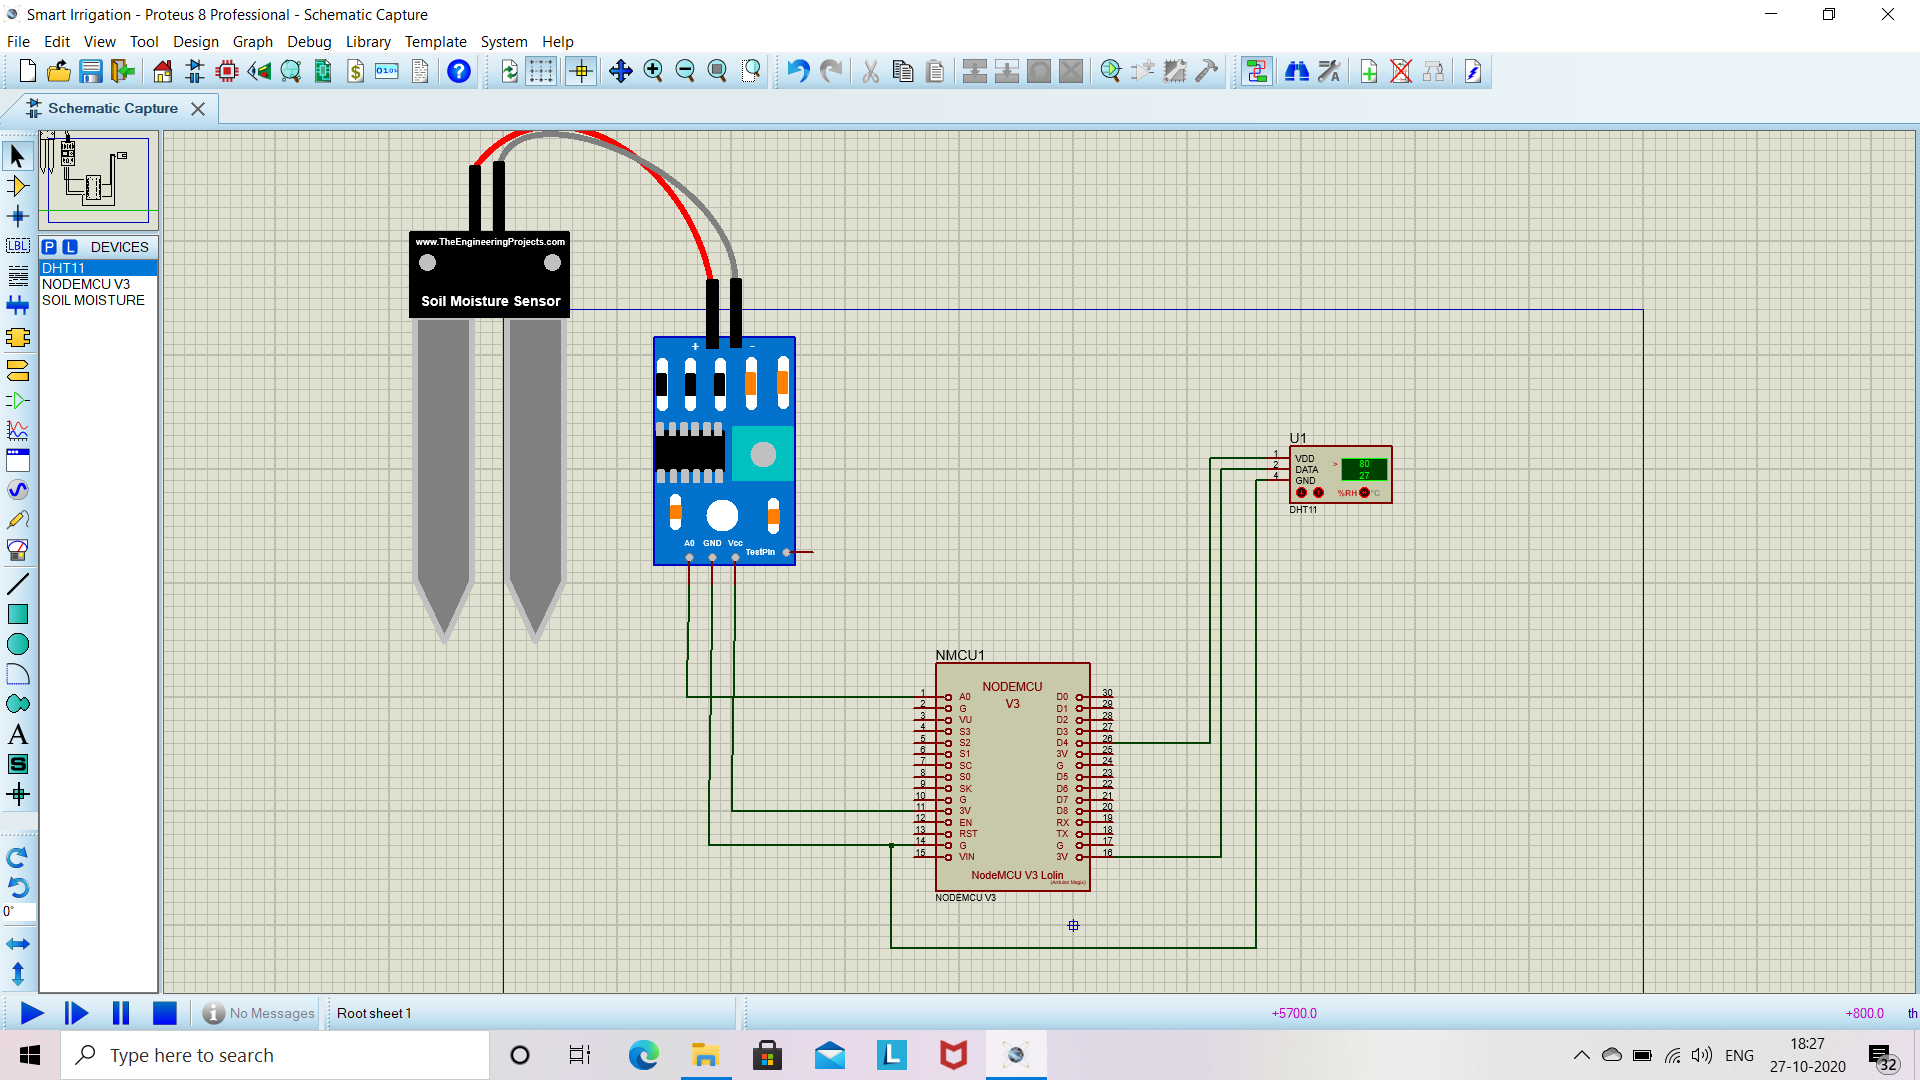 Smart Irrigation - Proteus 8 Professional - Schematic Capture
File Edit View Tool Design Graph Debug Library Template System Help
Schematic Capture
P L DEVICES
DHT11
NODEMCU V3
SOIL MOISTURE
LBL
A
S
0°
www.TheEngineeringProjects.com
Soil Moisture Sensor
+ -
A0 GND Vcc
TestPin
U1
1 VDD
2 DATA
4 GND
> 80
27
%RH °C
DHT11
NMCU1
NODEMCU
V3
1 A0 D0 30
2 G D1 29
3 VU D2 28
4 S3 D3 27
5 S2 D4 26
6 S1 3V 25
7 SC G 24
8 S0 D5 23
9 SK D6 22
10 G D7 21
11 3V D8 20
12 EN RX 19
13 RST TX 18
14 G G 17
15 VIN 3V 16
NodeMCU V3 Lolin
NODEMCU V3
No Messages
Root sheet 1
+5700.0
+800.0
th
Type here to search
L
ENG
18:27
27-10-2020
32